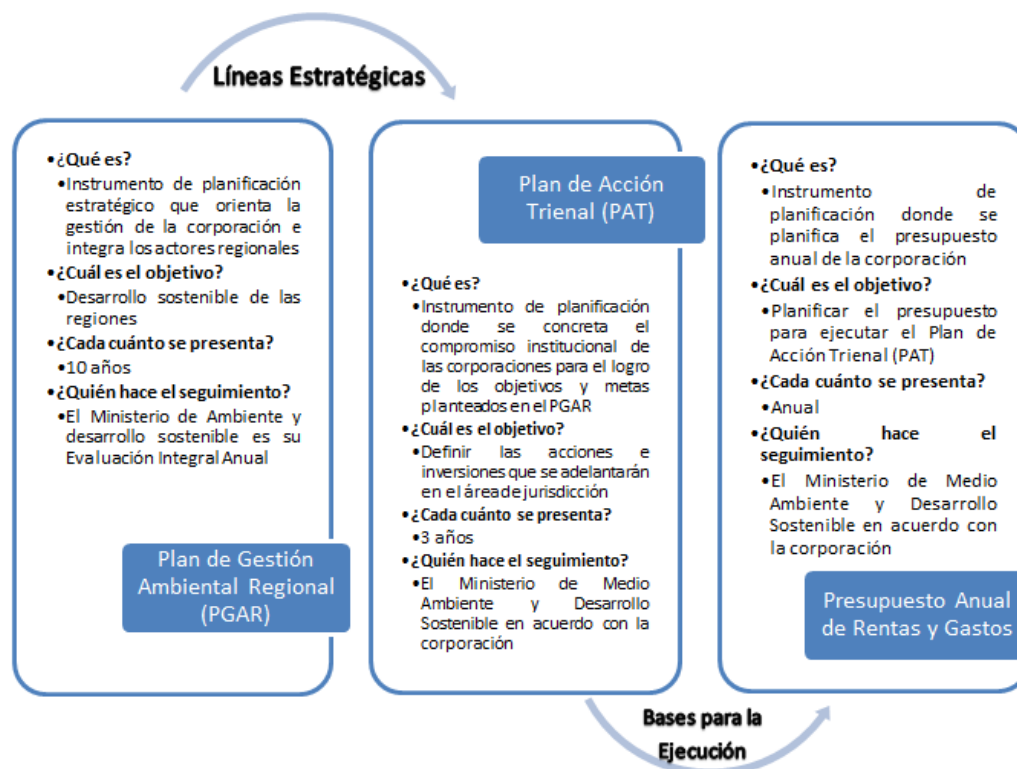 Líneas Estratégicas
•¿Qué es?
•Instrumento de planificación
estratégico que orienta la
gestión de la corporación e
integra los actores regionales
•¿Cuál es el objetivo?
•Desarrollo sostenible de las
regiones
•¿Cada cuánto se presenta?
•10 años
•¿Quién hace el seguimiento?
•El Ministerio de Ambiente y
desarrollo sostenible es su
Evaluación Integral Anual
Plan de Gestión
Ambiental Regional
(PGAR)
Plan de Acción
Trienal (PAT)
•¿Qué es?
•Instrumento de planificación
donde se concreta el
compromiso institucional de
las corporaciones para el logro
de los objetivos y metas
planteados en el PGAR
•¿Cuál es el objetivo?
•Definir las acciones e
inversiones que se adelantarán
en el área de jurisdicción
•¿Cada cuánto se presenta?
•3 años
•¿Quién hace el seguimiento?
•El Ministerio de Medio
Ambiente y Desarrollo
Sostenible en acuerdo con la
corporación
•¿Qué es?
•Instrumento de
planificación donde se
planifica el presupuesto
anual de la corporación
•¿Cuál es el objetivo?
•Planificar el presupuesto
para ejecutar el Plan de
Acción Trienal (PAT)
•¿Cada cuánto se presenta?
•Anual
•¿Quién hace el
seguimiento?
•El Ministerio de Medio
Ambiente y Desarrollo
Sostenible en acuerdo con
la corporación
Presupuesto Anual
de Rentas y Gastos
Bases para la
Ejecución